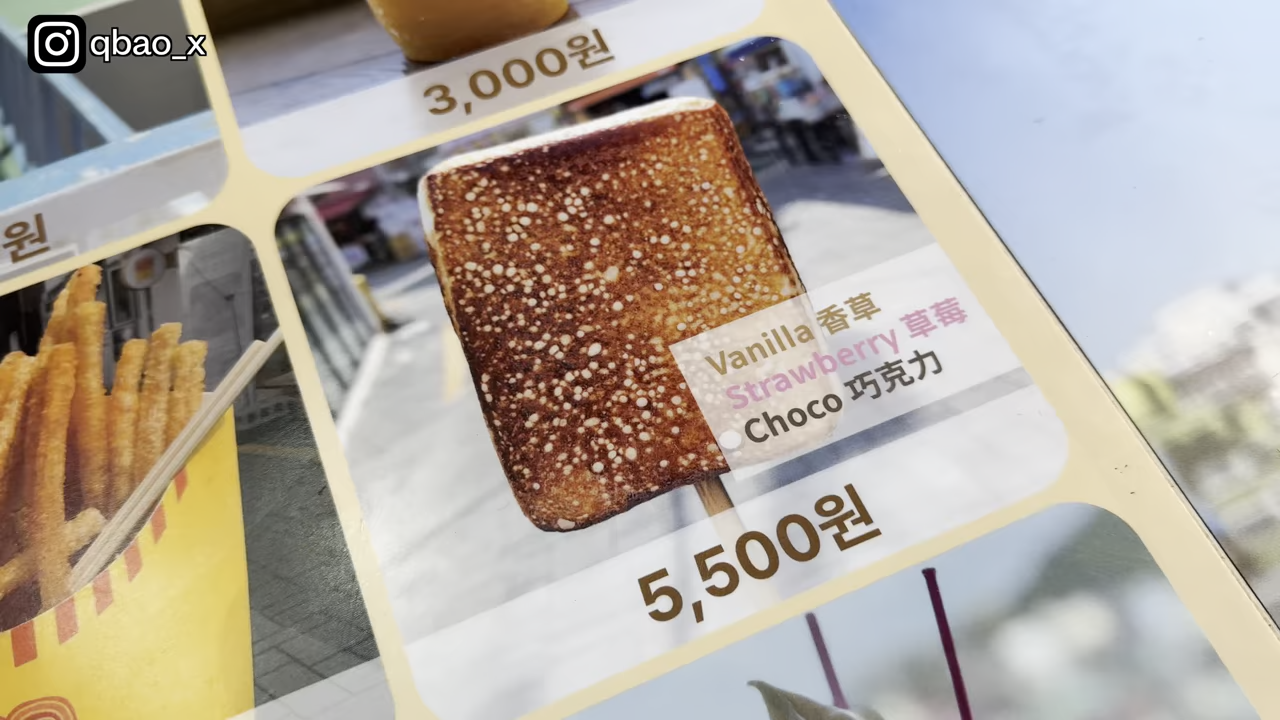 qbao_x
3,000원
원
Vanilla 香草
Strawberry 草莓
Choco 巧克力
5,500원